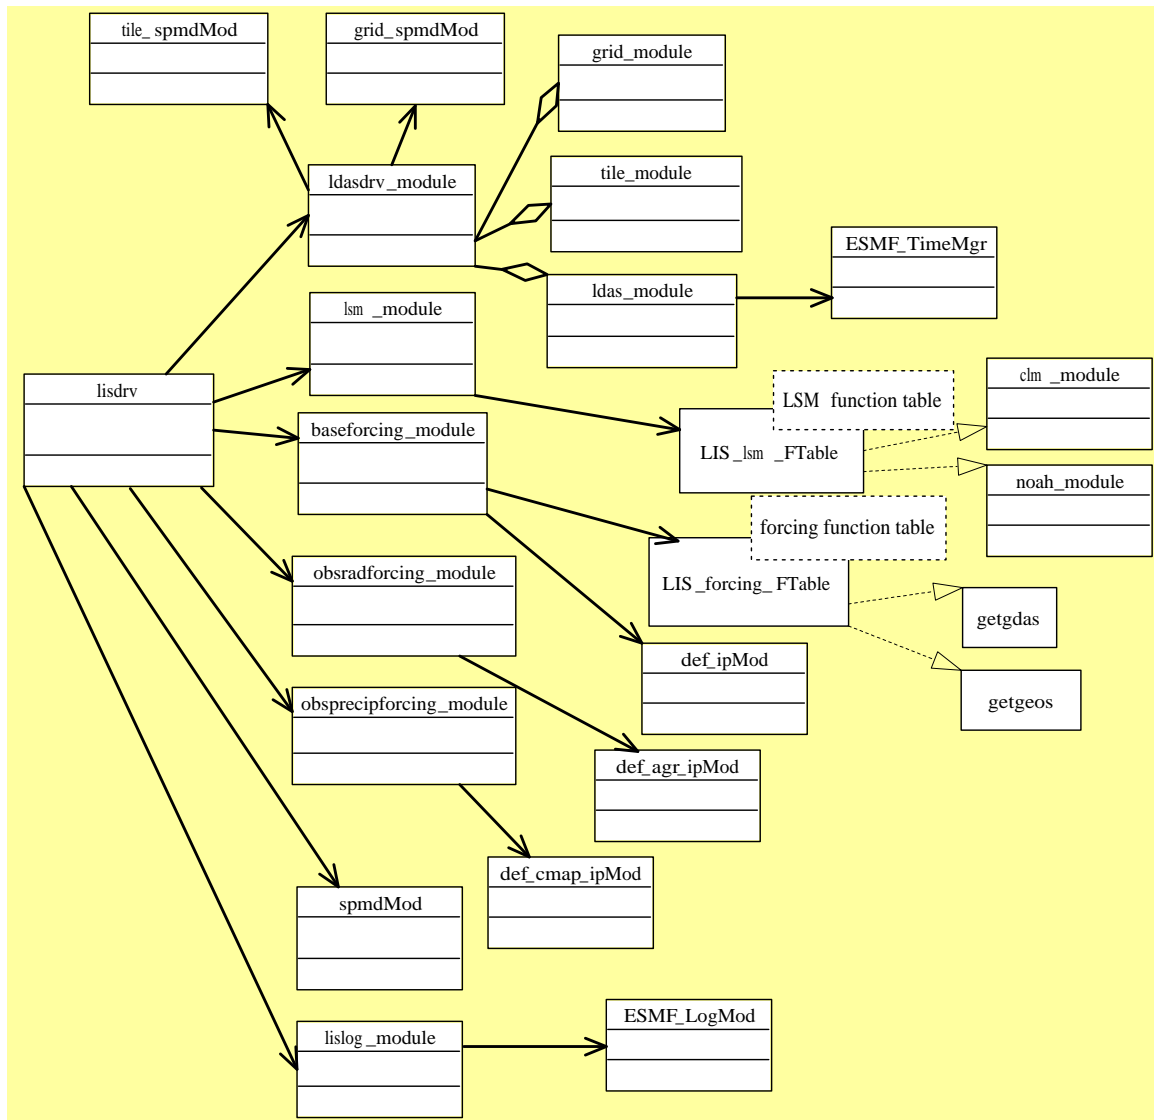 tile_ spmdMod
grid_spmdMod
grid_module
ldasdrv_module
tile_module
ESMF_TimeMgr
ldas_module
lsm _module
lisdrv
clm _module
LSM function table
baseforcing_module
LIS _lsm _FTable
noah_module
forcing function table
obsradforcing_module
LIS _forcing_ FTable
getgdas
def_ipMod
obsprecipforcing_module
getgeos
def_agr_ipMod
def_cmap_ipMod
spmdMod
ESMF_LogMod
lislog _module